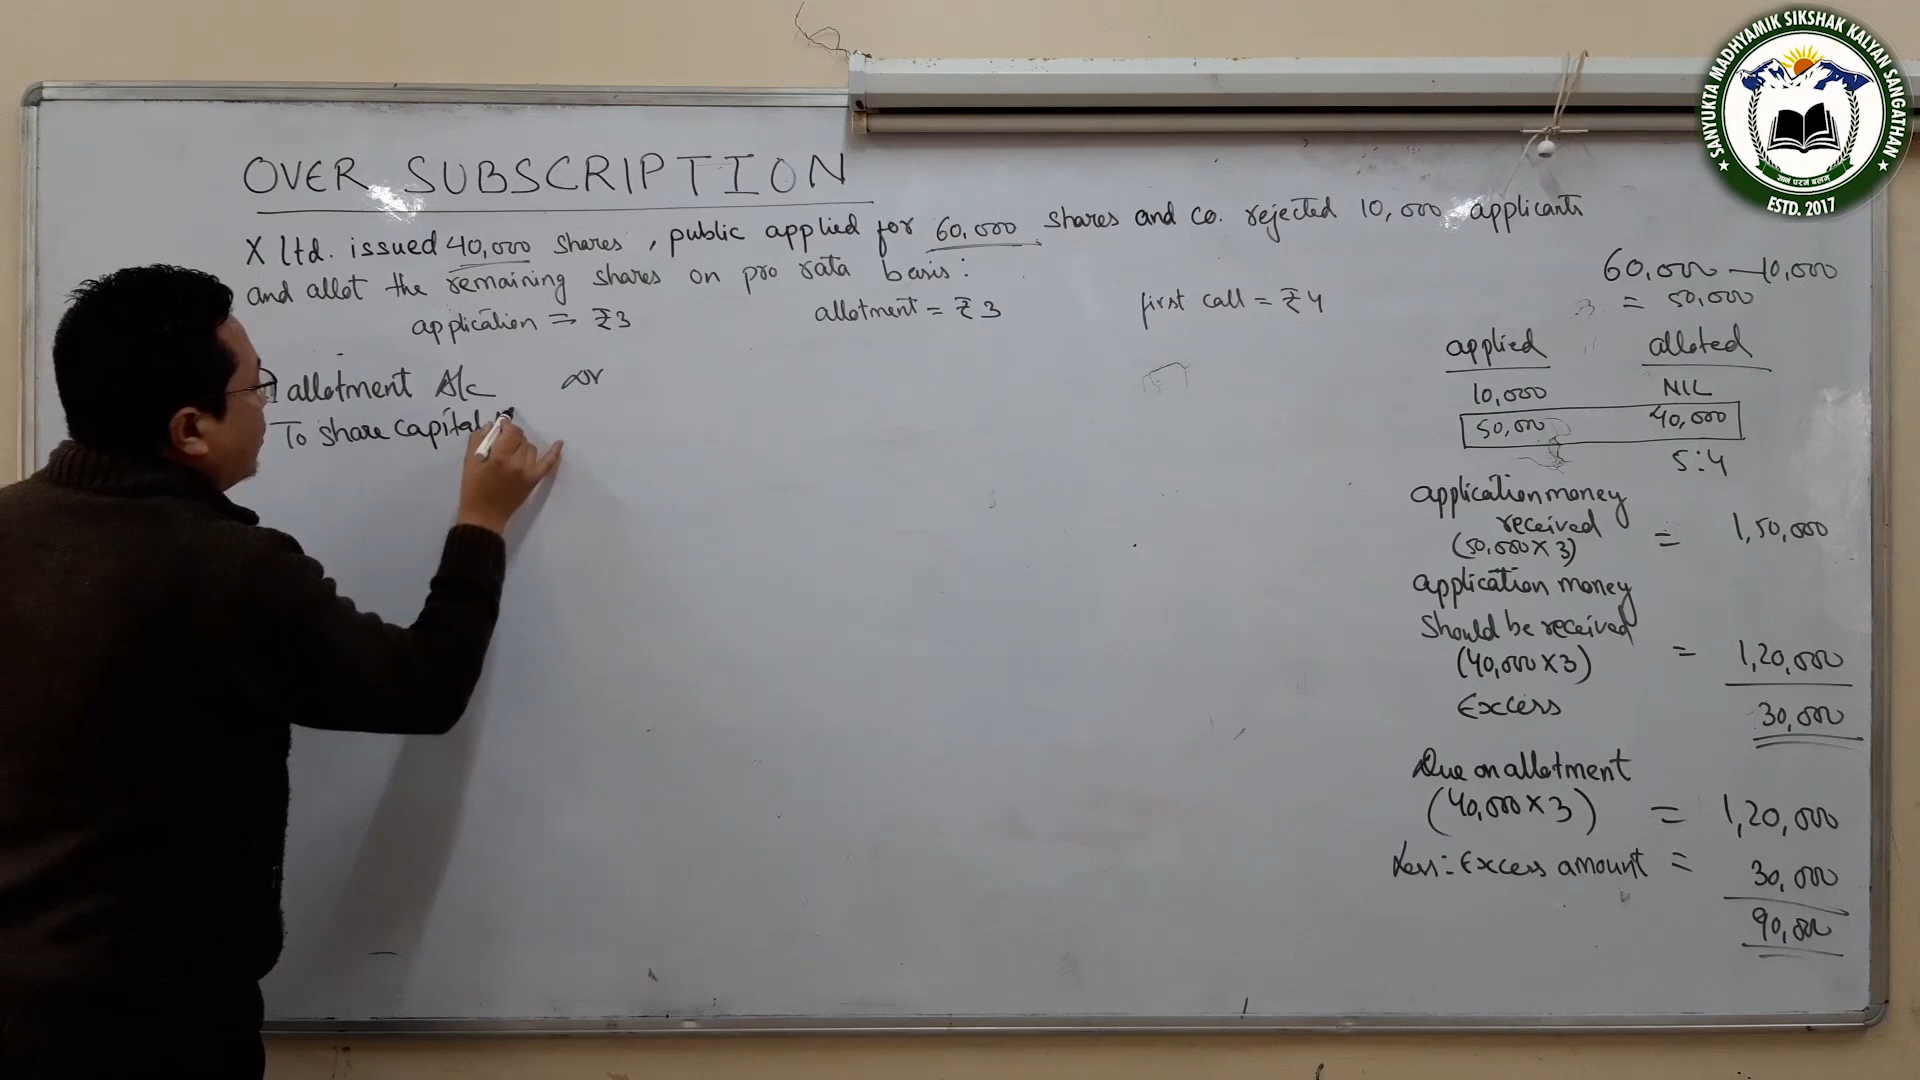 OVER SUBSCRIPTION
X ltd. issued 40,000 shares, public applied for 60,000 shares and co. rejected 10,000 applicants
and allot the remaining shares on pro rata basis:
application = ₹3 allotment = ₹3 first call = ₹4
allotment A/c Dr
To share capital
60,000 - 10,000
= 50,000
applied alloted
10,000 NIL
50,000 40,000
5:4
application money
received
(50,000 x 3) = 1,50,000
application money
Should be received
(40,000 x 3) = 1,20,000
Excess 30,000
Due on allotment
(40,000 x 3) = 1,20,000
Less: Excess amount = 30,000
90,000
SANYUKTA MADHYAMIK SIKSHAK KALYAN SANGATHAN
ESTD. 2017